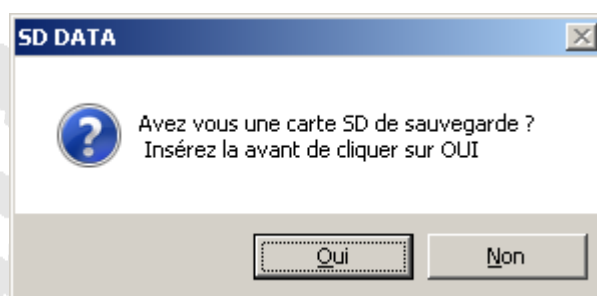 SD DATA
Avez vous une carte SD de sauvegarde ?
Insérez la avant de cliquer sur OUI
Oui
Non